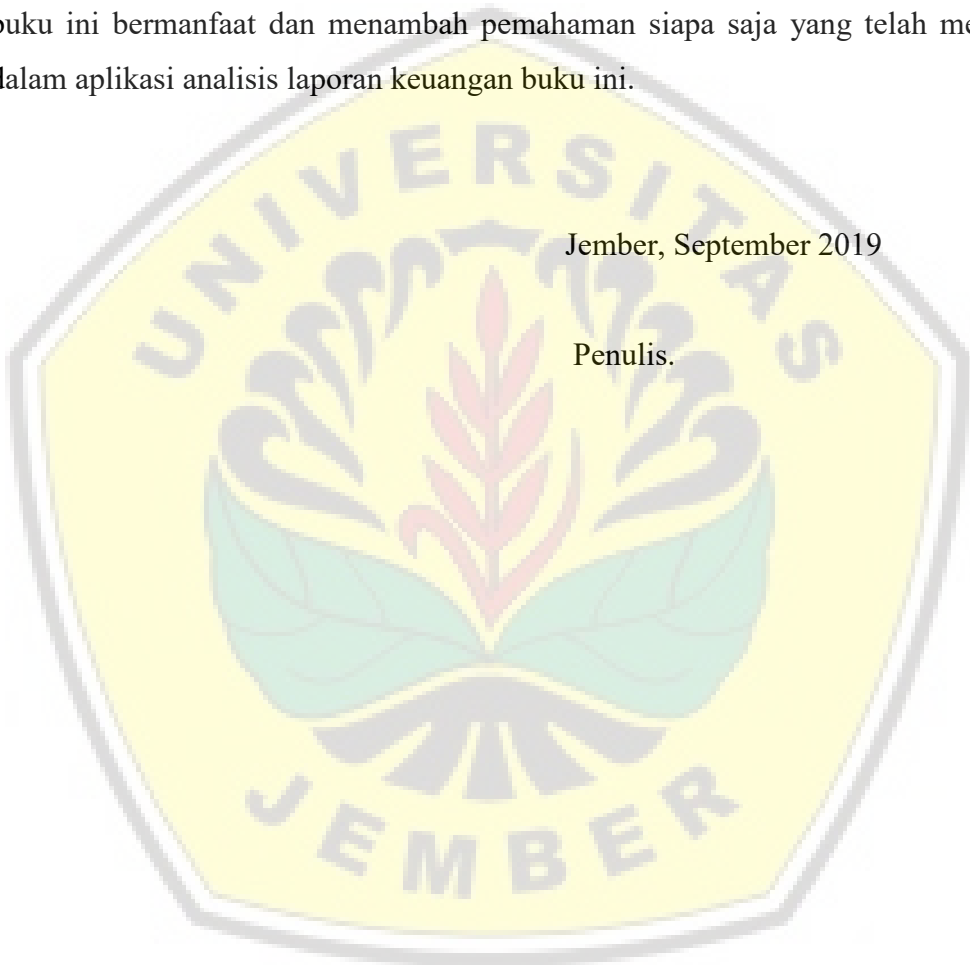 buku ini bermanfaat dan menambah pemahaman siapa saja yang telah
dalam aplikasi analisis laporan keuangan buku ini.
UNIVERSITAS
Jember, September 2019
Penulis.
JEMBER